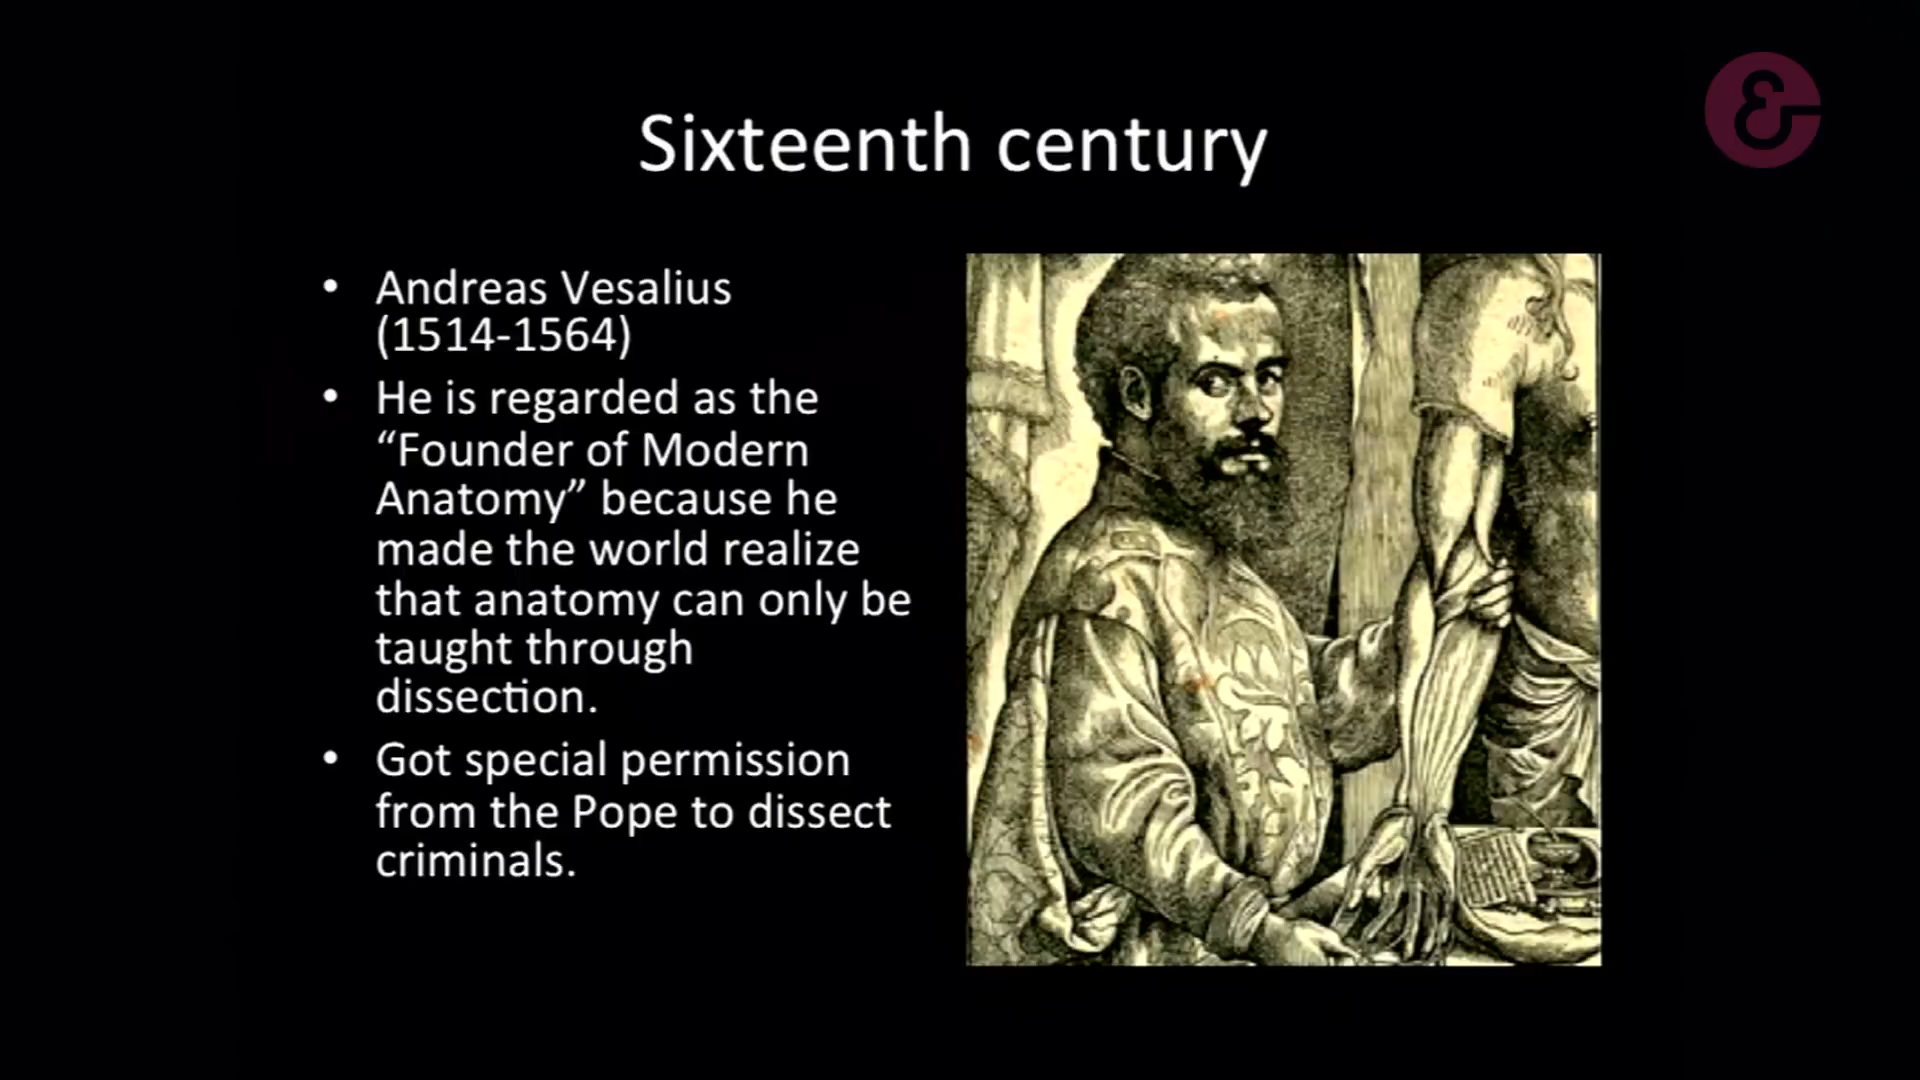 Sixteenth century
• Andreas Vesalius
(1514-1564)
• He is regarded as the
“Founder of Modern
Anatomy” because he
made the world realize
that anatomy can only be
taught through
dissection.
• Got special permission
from the Pope to dissect
criminals.
&